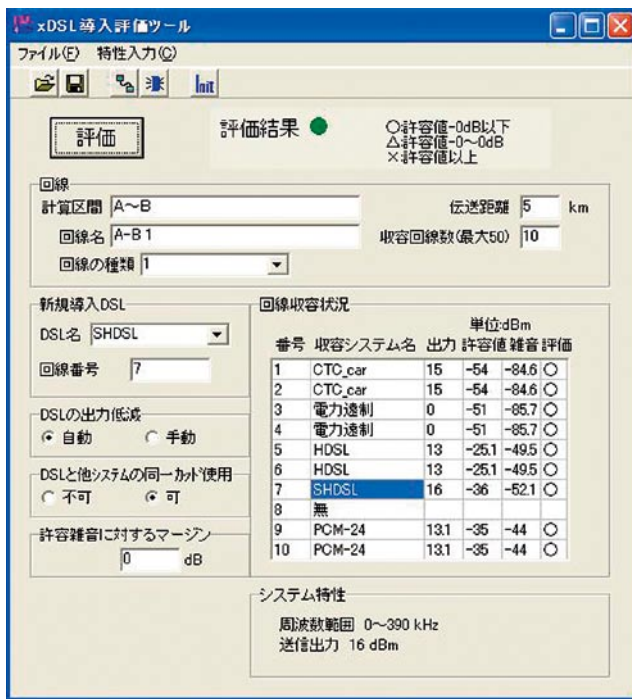 xDSL導入評価ツール
ファイル(F) 特性入力(C)
Init
評価
評価結果
○許容値-0dB以下
△許容値-0～0dB
×許容値以上
回線
計算区間 A～B
伝送距離 5 km
回線名 A-B 1
収容回線数(最大50) 10
回線の種類 1
新規導入DSL
DSL名 SHDSL
回線番号 7
DSLの出力低減
自動 手動
DSLと他システムの同一カッド使用
不可 可
許容雑音に対するマージン
0 dB
回線収容状況
単位:dBm
番号 収容システム名 出力 許容値 雑音 評価
1 CTC_car 15 -54 -84.6 ○
2 CTC_car 15 -54 -84.6 ○
3 電力遠制 0 -51 -85.7 ○
4 電力遠制 0 -51 -85.7 ○
5 HDSL 13 -25.1 -49.5 ○
6 HDSL 13 -25.1 -49.5 ○
7 SHDSL 16 -36 -52.1 ○
8 無
9 PCM-24 13.1 -35 -44 ○
10 PCM-24 13.1 -35 -44 ○
システム特性
周波数範囲 0～390 kHz
送信出力 16 dBm